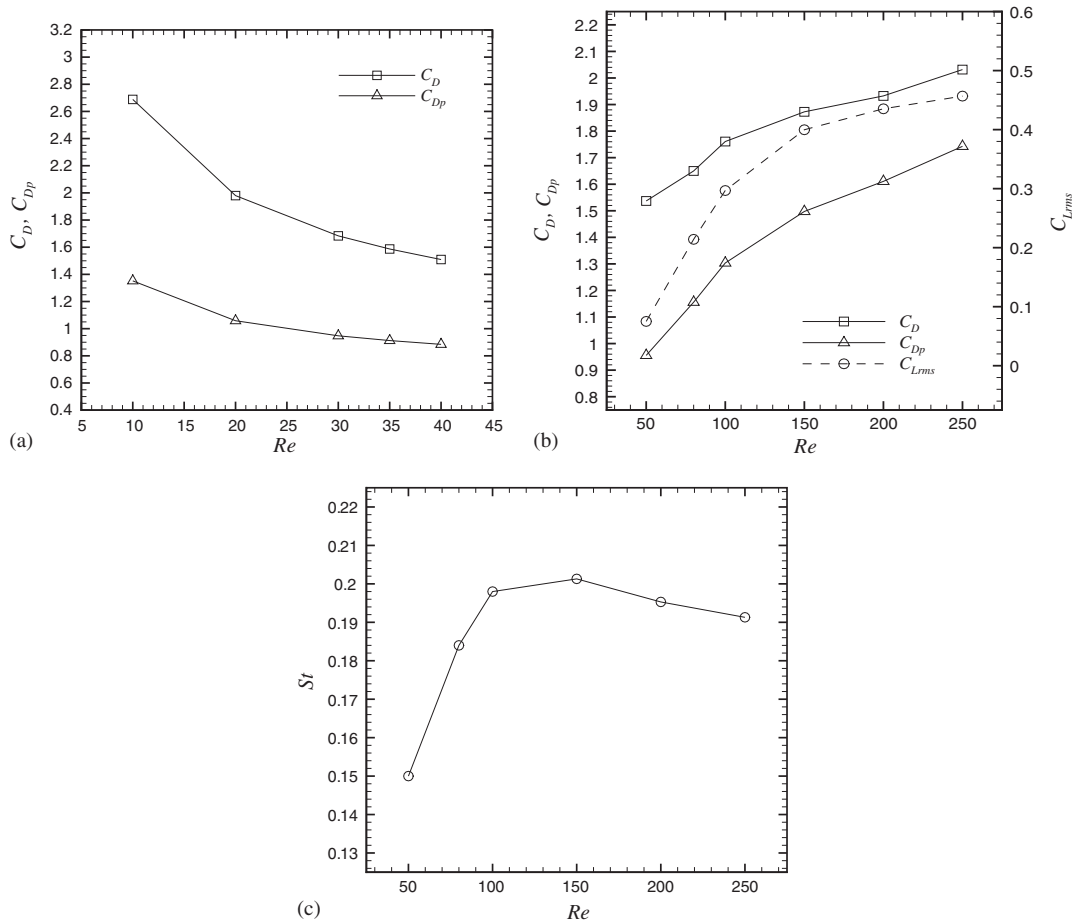 3.2
3
2.8
2.6
2.4
2.2
2
1.8
1.6
1.4
1.2
1
0.8
0.6
0.4
C_D, C_Dp
C_D
C_Dp
5 10 15 20 25 30 35 40 45
Re
(a)
2.2
2.1
2
1.9
1.8
1.7
1.6
1.5
1.4
1.3
1.2
1.1
1
0.9
0.8
C_D, C_Dp
0.6
0.5
0.4
0.3
0.2
0.1
0
C_Lrms
C_D
C_Dp
C_Lrms
50 100 150 200 250
Re
(b)
0.22
0.21
0.2
0.19
0.18
0.17
0.16
0.15
0.14
0.13
St
50 100 150 200 250
Re
(c)